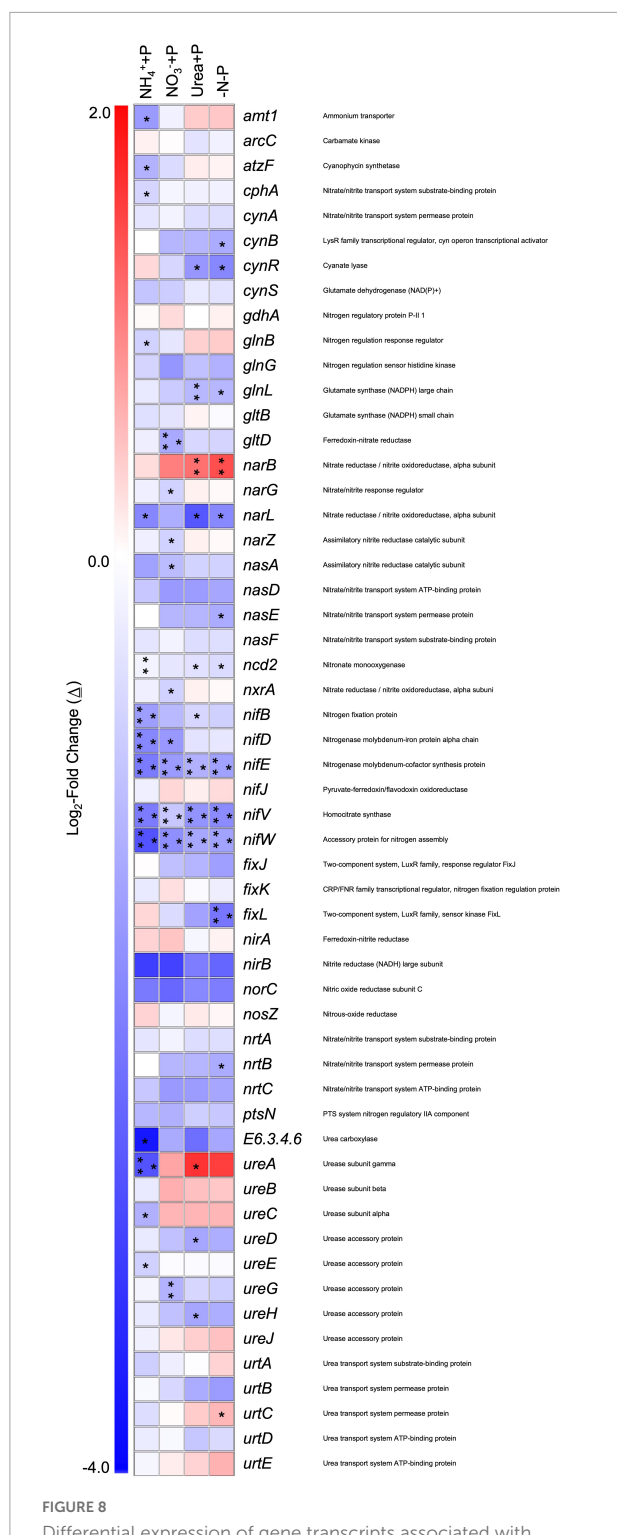 NH4++P NO3-+P Urea+P -N-P
2.0
0.0
-4.0
Log2-Fold Change (Δ)
* amt1 Ammonium transporter
arcC Carbamate kinase
* atzF Cyanophycin synthetase
* cphA Nitrate/nitrite transport system substrate-binding protein
cynA Nitrate/nitrite transport system permease protein
* cynB LysR family transcriptional regulator, cyn operon transcriptional activator
* * cynR Cyanate lyase
cynS Glutamate dehydrogenase (NAD(P)+)
gdhA Nitrogen regulatory protein P-II 1
* glnB Nitrogen regulation response regulator
glnG Nitrogen regulation sensor histidine kinase
** * glnL Glutamate synthase (NADPH) large chain
gltB Glutamate synthase (NADPH) small chain
*** gltD Ferredoxin-nitrate reductase
** ** narB Nitrate reductase / nitrite oxidoreductase, alpha subunit
* narG Nitrate/nitrite response regulator
* * * narL Nitrate reductase / nitrite oxidoreductase, alpha subunit
* narZ Assimilatory nitrite reductase catalytic subunit
* nasA Assimilatory nitrite reductase catalytic subunit
nasD Nitrate/nitrite transport system ATP-binding protein
* nasE Nitrate/nitrite transport system permease protein
nasF Nitrate/nitrite transport system substrate-binding protein
** * * ncd2 Nitronate monooxygenase
* nxrA Nitrate reductase / nitrite oxidoreductase, alpha subuni
*** * nifB Nitrogen fixation protein
*** * nifD Nitrogenase molybdenum-iron protein alpha chain
*** *** *** *** nifE Nitrogenase molybdenum-cofactor synthesis protein
nifJ Pyruvate-ferredoxin/flavodoxin oxidoreductase
*** *** *** *** nifV Homocitrate synthase
*** *** *** *** nifW Accessory protein for nitrogen assembly
fixJ Two-component system, LuxR family, response regulator FixJ
fixK CRP/FNR family transcriptional regulator, nitrogen fixation regulation protein
*** fixL Two-component system, LuxR family, sensor kinase FixL
nirA Ferredoxin-nitrite reductase
nirB Nitrite reductase (NADH) large subunit
norC Nitric oxide reductase subunit C
nosZ Nitrous-oxide reductase
nrtA Nitrate/nitrite transport system substrate-binding protein
* nrtB Nitrate/nitrite transport system permease protein
nrtC Nitrate/nitrite transport system ATP-binding protein
ptsN PTS system nitrogen regulatory IIA component
* E6.3.4.6 Urea carboxylase
*** * ureA Urease subunit gamma
ureB Urease subunit beta
* ureC Urease subunit alpha
* ureD Urease accessory protein
* ureE Urease accessory protein
** ureG Urease accessory protein
* ureH Urease accessory protein
ureJ Urease accessory protein
urtA Urea transport system substrate-binding protein
urtB Urea transport system permease protein
* urtC Urea transport system permease protein
urtD Urea transport system ATP-binding protein
urtE Urea transport system ATP-binding protein
FIGURE 8
Differential expression of gene transcripts associated with